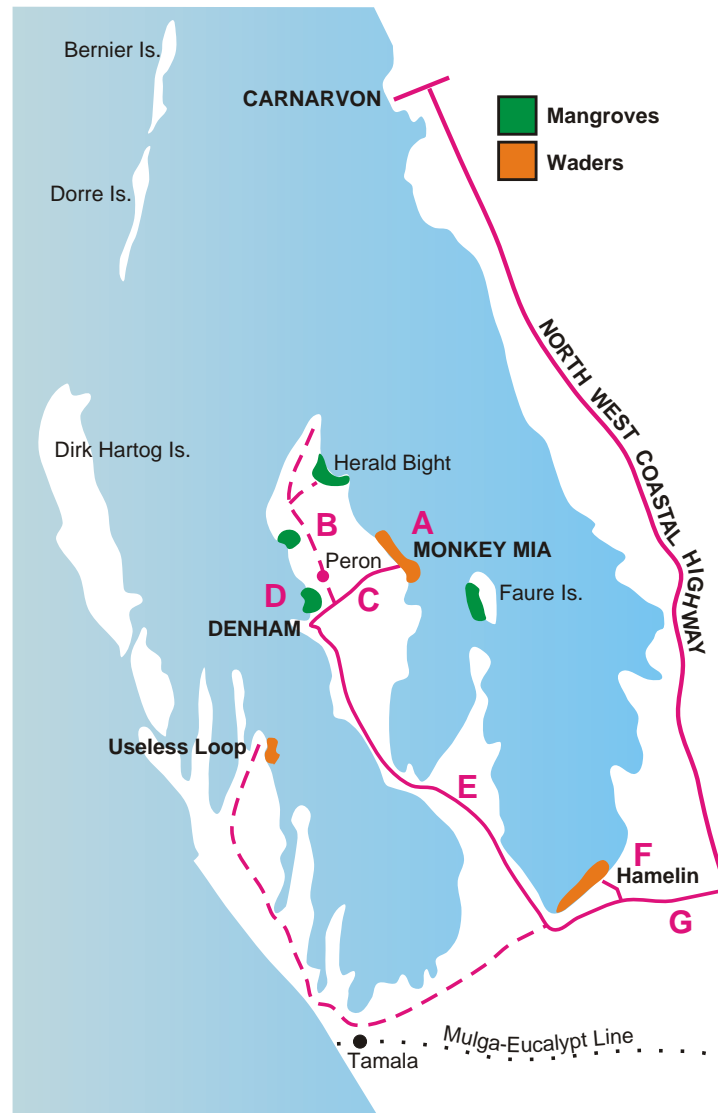 Bernier Is.
CARNARVON
Mangroves
Waders
Dorre Is.
NORTH WEST COASTAL HIGHWAY
Dirk Hartog Is.
Herald Bight
B
A
MONKEY MIA
Peron
D
C
Faure Is.
DENHAM
Useless Loop
E
F
Hamelin
G
Mulga-Eucalypt Line
Tamala